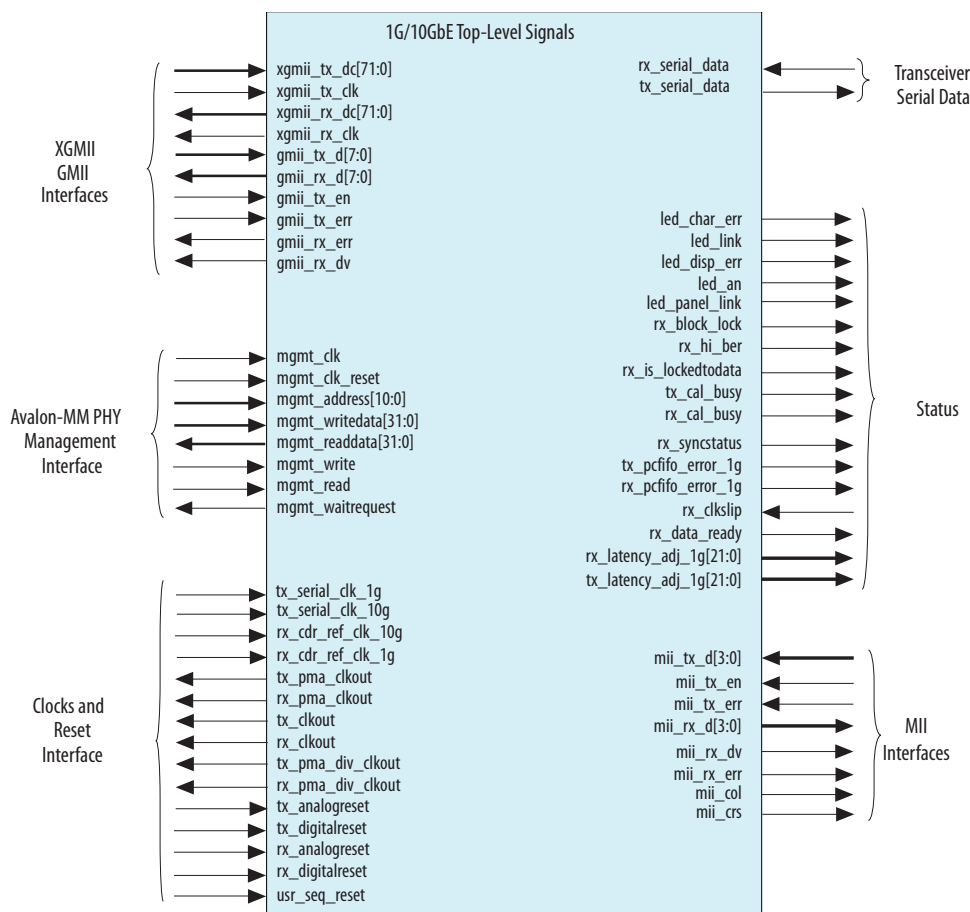 1G/10GbE Top-Level Signals
XGMII
GMII
Interfaces
xgmii_tx_dc[71:0]
xgmii_tx_clk
xgmii_rx_dc[71:0]
xgmii_rx_clk
gmii_tx_d[7:0]
gmii_rx_d[7:0]
gmii_tx_en
gmii_tx_err
gmii_rx_err
gmii_rx_dv
Avalon-MM PHY
Management
Interface
mgmt_clk
mgmt_clk_reset
mgmt_address[10:0]
mgmt_writedata[31:0]
mgmt_readdata[31:0]
mgmt_write
mgmt_read
mgmt_waitrequest
Clocks and
Reset
Interface
tx_serial_clk_1g
tx_serial_clk_10g
rx_cdr_ref_clk_10g
rx_cdr_ref_clk_1g
tx_pma_clkout
rx_pma_clkout
tx_clkout
rx_clkout
tx_pma_div_clkout
rx_pma_div_clkout
tx_analogreset
tx_digitalreset
rx_analogreset
rx_digitalreset
usr_seq_reset
rx_serial_data
tx_serial_data
Transceiver
Serial Data
led_char_err
led_link
led_disp_err
led_an
led_panel_link
rx_block_lock
rx_hi_ber
rx_is_lockedtodata
tx_cal_busy
rx_cal_busy
rx_syncstatus
tx_pcfifo_error_1g
rx_pcfifo_error_1g
rx_clkslip
rx_data_ready
rx_latency_adj_1g[21:0]
tx_latency_adj_1g[21:0]
Status
mii_tx_d[3:0]
mii_tx_en
mii_tx_err
mii_rx_d[3:0]
mii_rx_dv
mii_rx_err
mii_col
mii_crs
MII
Interfaces